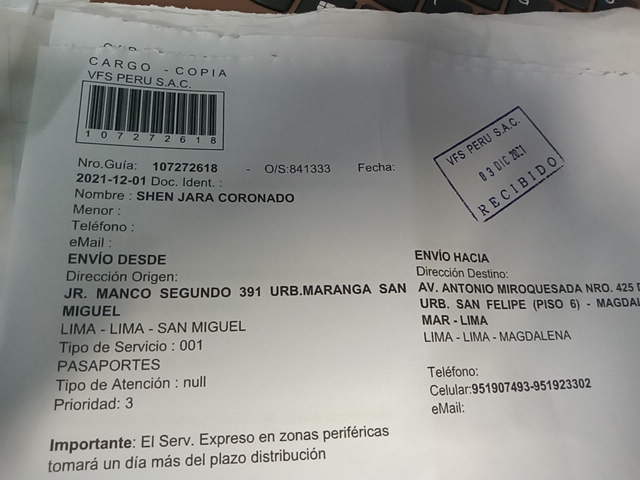 CARGO - COPIA
VFS PERU S.A.C.
107272618
Nro.Guía: 107272618 - O/S:841333 Fecha:
2021-12-01 Doc. Ident. :
Nombre : SHEN JARA CORONADO
Menor :
Teléfono :
eMail :
ENVÍO DESDE
Dirección Origen:
JR. MANCO SEGUNDO 391 URB.MARANGA SAN
MIGUEL
LIMA - LIMA - SAN MIGUEL
Tipo de Servicio : 001
PASAPORTES
Tipo de Atención : null
Prioridad: 3
Importante: El Serv. Expreso en zonas periféricas
tomará un día más del plazo distribución
VFS PERU S.A.C.
03 DIC 2021
RECIBIDO
ENVÍO HACIA
Dirección Destino:
AV. ANTONIO MIROQUESADA NRO. 425 D
URB. SAN FELIPE (PISO 6) - MAGDAL
MAR - LIMA
LIMA - LIMA - MAGDALENA
Teléfono:
Celular:951907493-951923302
eMail: